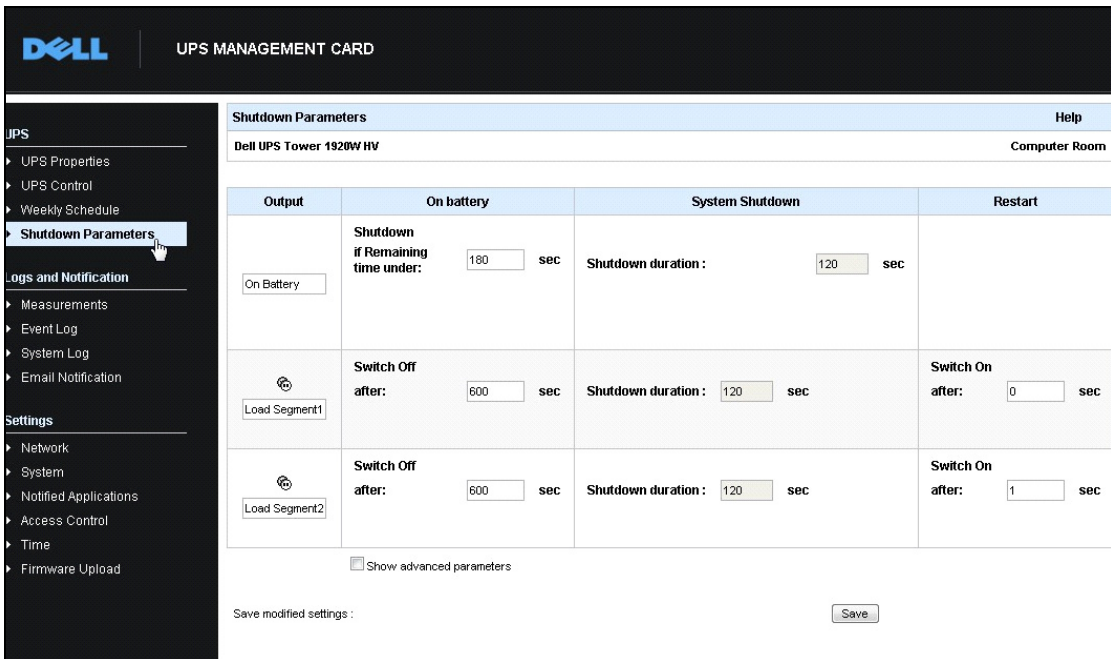 DELL
UPS MANAGEMENT CARD
UPS
UPS Properties
UPS Control
Weekly Schedule
Shutdown Parameters
Logs and Notification
Measurements
Event Log
System Log
Email Notification
Settings
Network
System
Notified Applications
Access Control
Time
Firmware Upload
Shutdown Parameters Help
Dell UPS Tower 1920W HV Computer Room
Output On battery System Shutdown Restart
On Battery
Shutdown
if Remaining
time under: 180 sec
Shutdown duration : 120 sec
Load Segment1
Switch Off
after: 600 sec
Shutdown duration : 120 sec
Switch On
after: 0 sec
Load Segment2
Switch Off
after: 600 sec
Shutdown duration : 120 sec
Switch On
after: 1 sec
Show advanced parameters
Save modified settings : Save